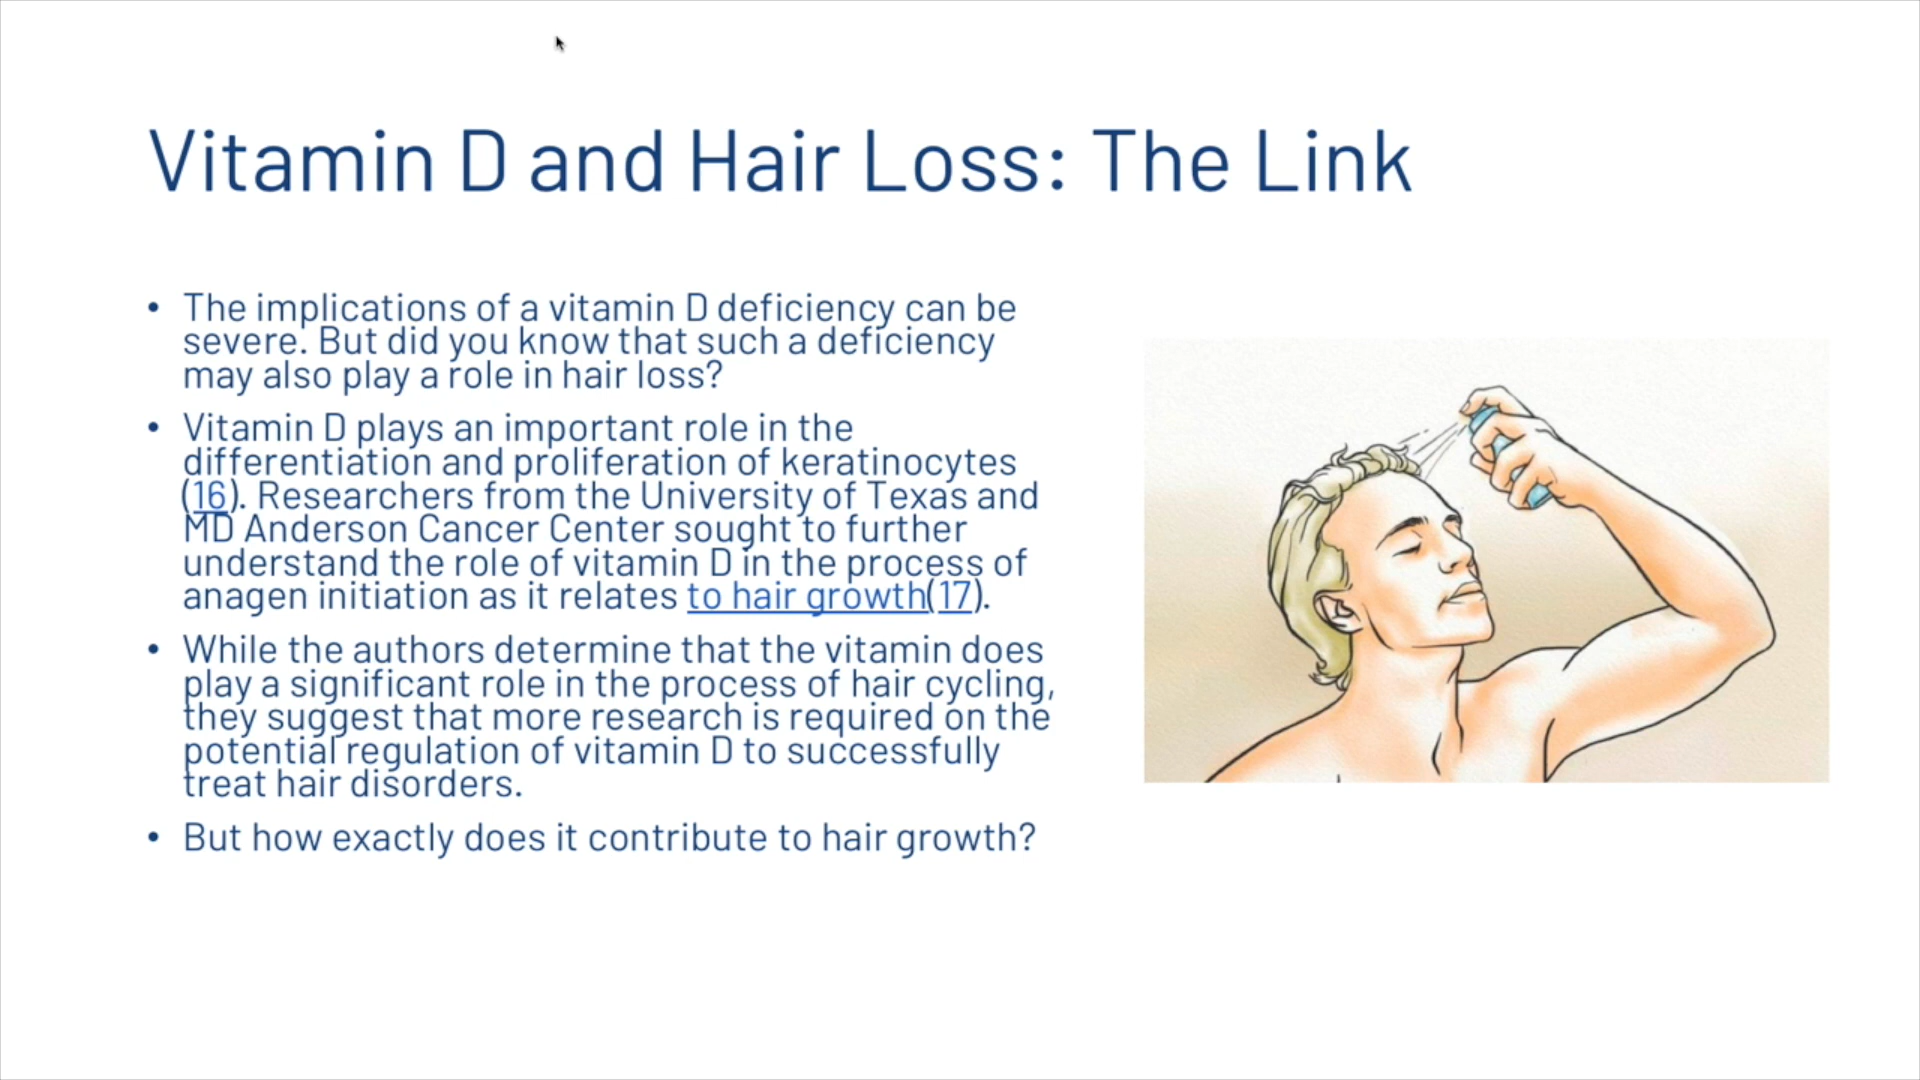 Vitamin D and Hair Loss: The Link
• The implications of a vitamin D deficiency can be
severe. But did you know that such a deficiency
may also play a role in hair loss?
• Vitamin D plays an important role in the
differentiation and proliferation of keratinocytes
(16). Researchers from the University of Texas and
MD Anderson Cancer Center sought to further
understand the role of vitamin D in the process of
anagen initiation as it relates to hair growth(17).
• While the authors determine that the vitamin does
play a significant role in the process of hair cycling,
they suggest that more research is required on the
potential regulation of vitamin D to successfully
treat hair disorders.
• But how exactly does it contribute to hair growth?